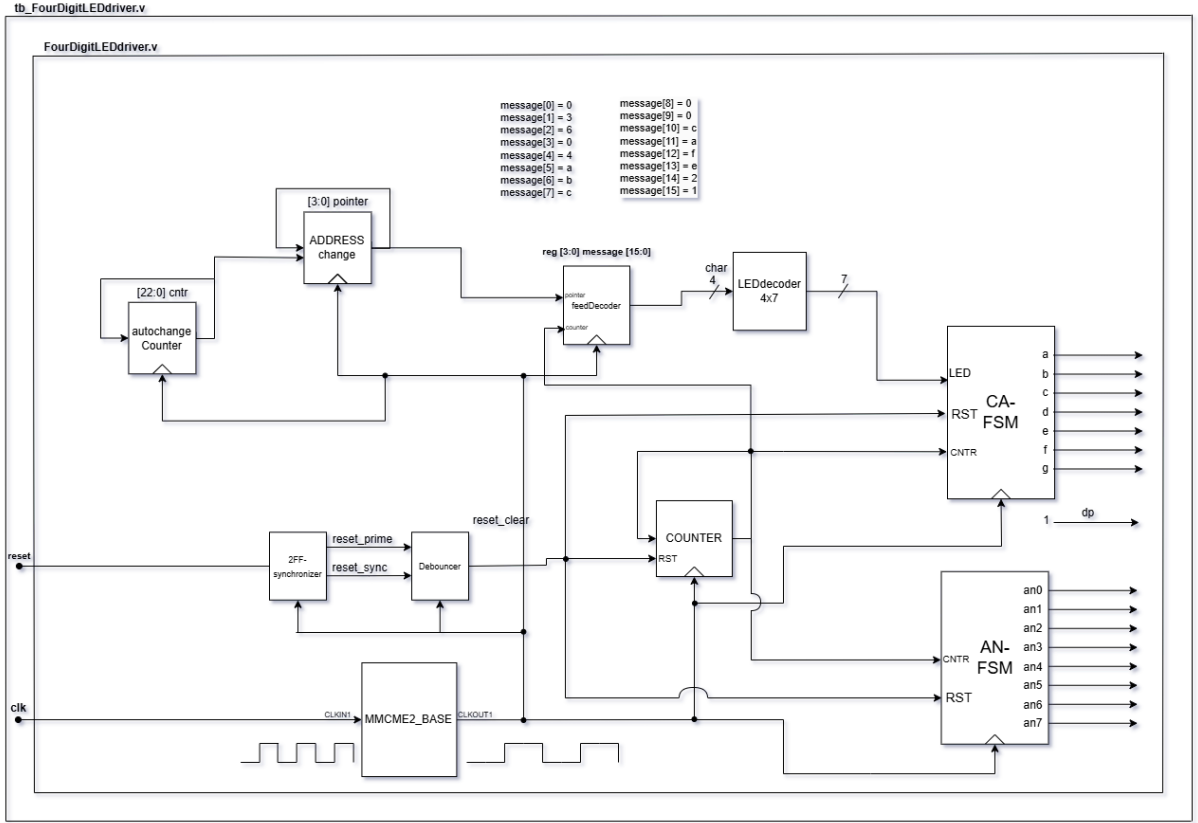 tb_FourDigitLEDdriver.v
FourDigitLEDdriver.v
message[0] = 0
message[1] = 3
message[2] = 6
message[3] = 0
message[4] = 4
message[5] = a
message[6] = b
message[7] = c
message[8] = 0
message[9] = 0
message[10] = c
message[11] = a
message[12] = f
message[13] = e
message[14] = 2
message[15] = 1
[3:0] pointer
ADDRESS
change
[22:0] cntr
autochange
Counter
reg [3:0] message [15:0]
pointer
feedDecoder
counter
char
4
LEDdecoder
4x7
7
LED
RST
CNTR
CA-
FSM
a
b
c
d
e
f
g
1
dp
reset
2FF-
synchronizer
reset_prime
reset_sync
Debouncer
reset_clear
COUNTER
RST
CNTR
RST
AN-
FSM
an0
an1
an2
an3
an4
an5
an6
an7
clk
CLKIN1
MMCME2_BASE
CLKOUT1